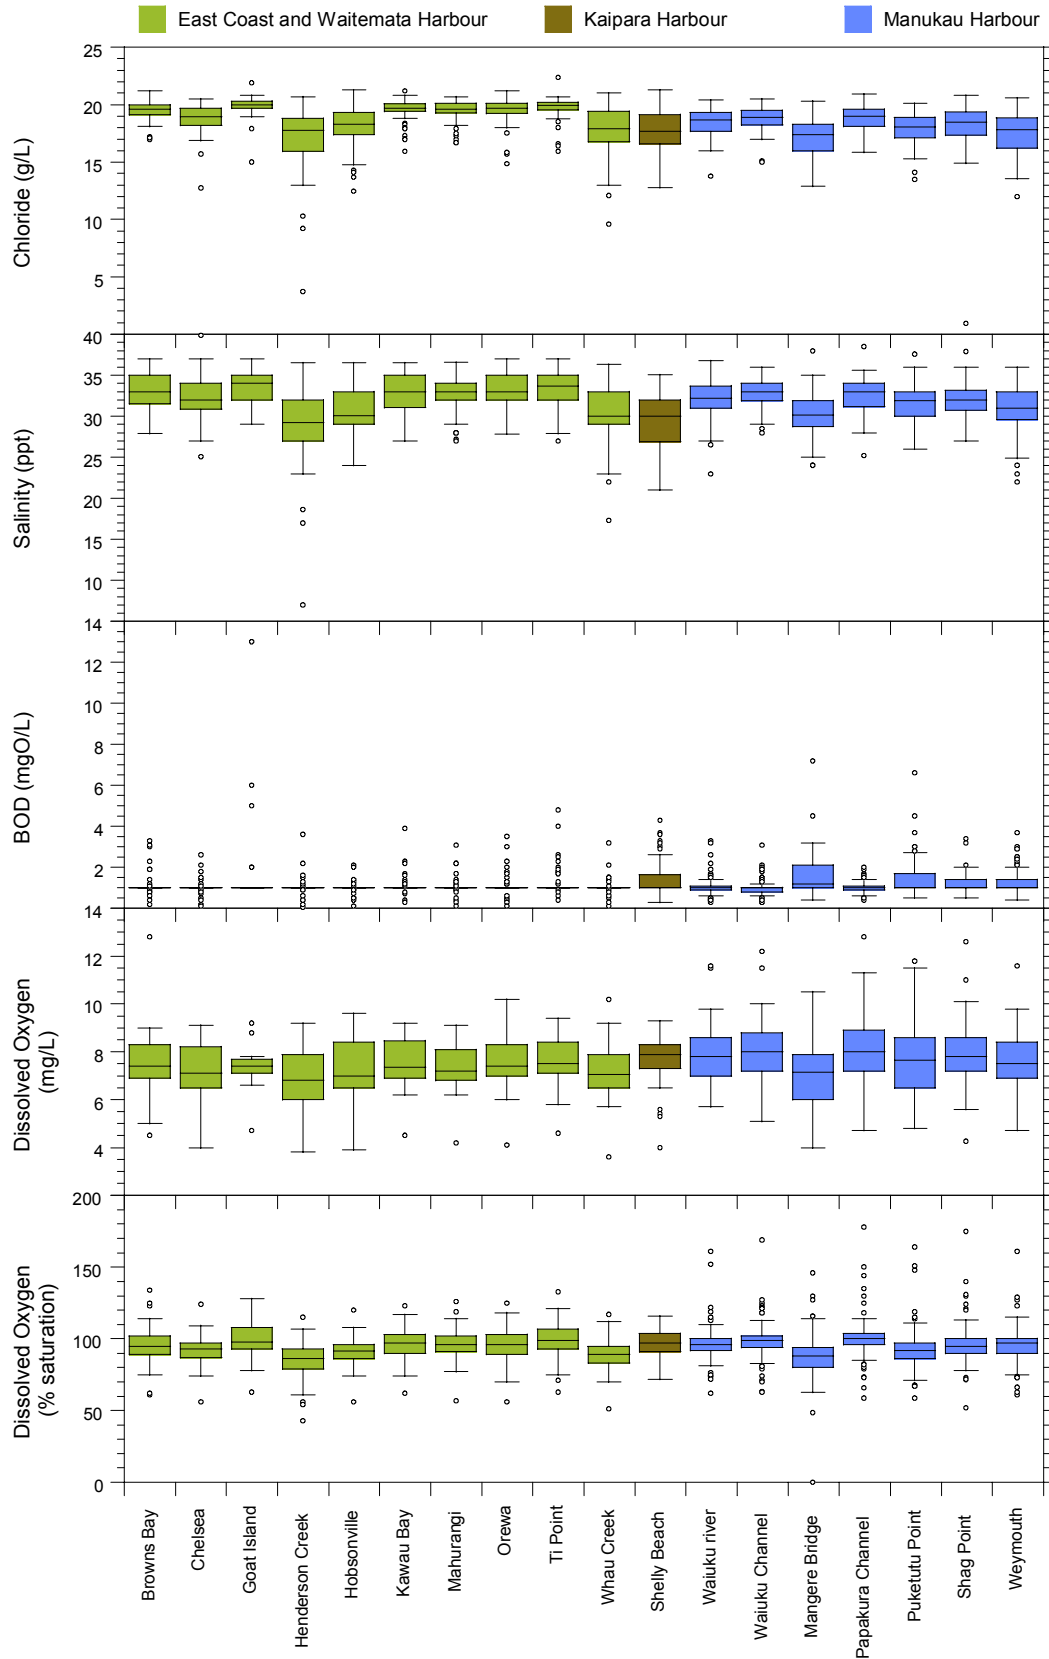 East Coast and Waitemata Harbour
Kaipara Harbour
Manukau Harbour
Chloride (g/L)
25
20
15
10
5
Salinity (ppt)
40
35
30
25
20
15
10
BOD (mgO/L)
14
12
10
8
6
4
2
Dissolved Oxygen
(mg/L)
14
12
10
8
6
4
Dissolved Oxygen
(% saturation)
200
150
100
50
0
Browns Bay
Chelsea
Goat Island
Henderson Creek
Hobsonville
Kawau Bay
Mahurangi
Orewa
Ti Point
Whau Creek
Shelly Beach
Waiuku river
Waiuku Channel
Mangere Bridge
Papakura Channel
Puketutu Point
Shag Point
Weymouth